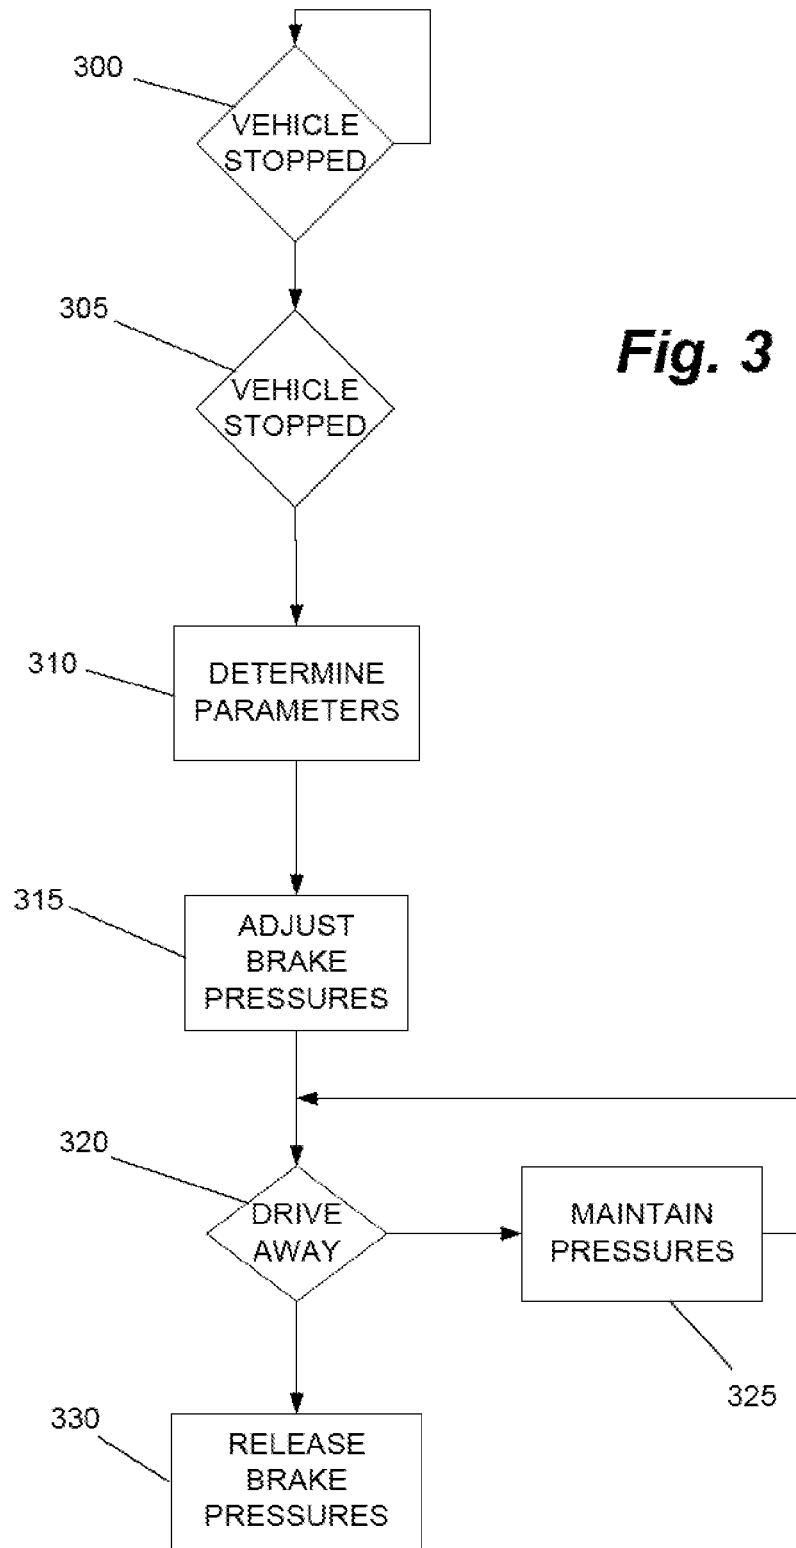 300
VEHICLE
STOPPED
305
VEHICLE
STOPPED
Fig. 3
310
DETERMINE
PARAMETERS
315
ADJUST
BRAKE
PRESSURES
320
DRIVE
AWAY
MAINTAIN
PRESSURES
325
330
RELEASE
BRAKE
PRESSURES